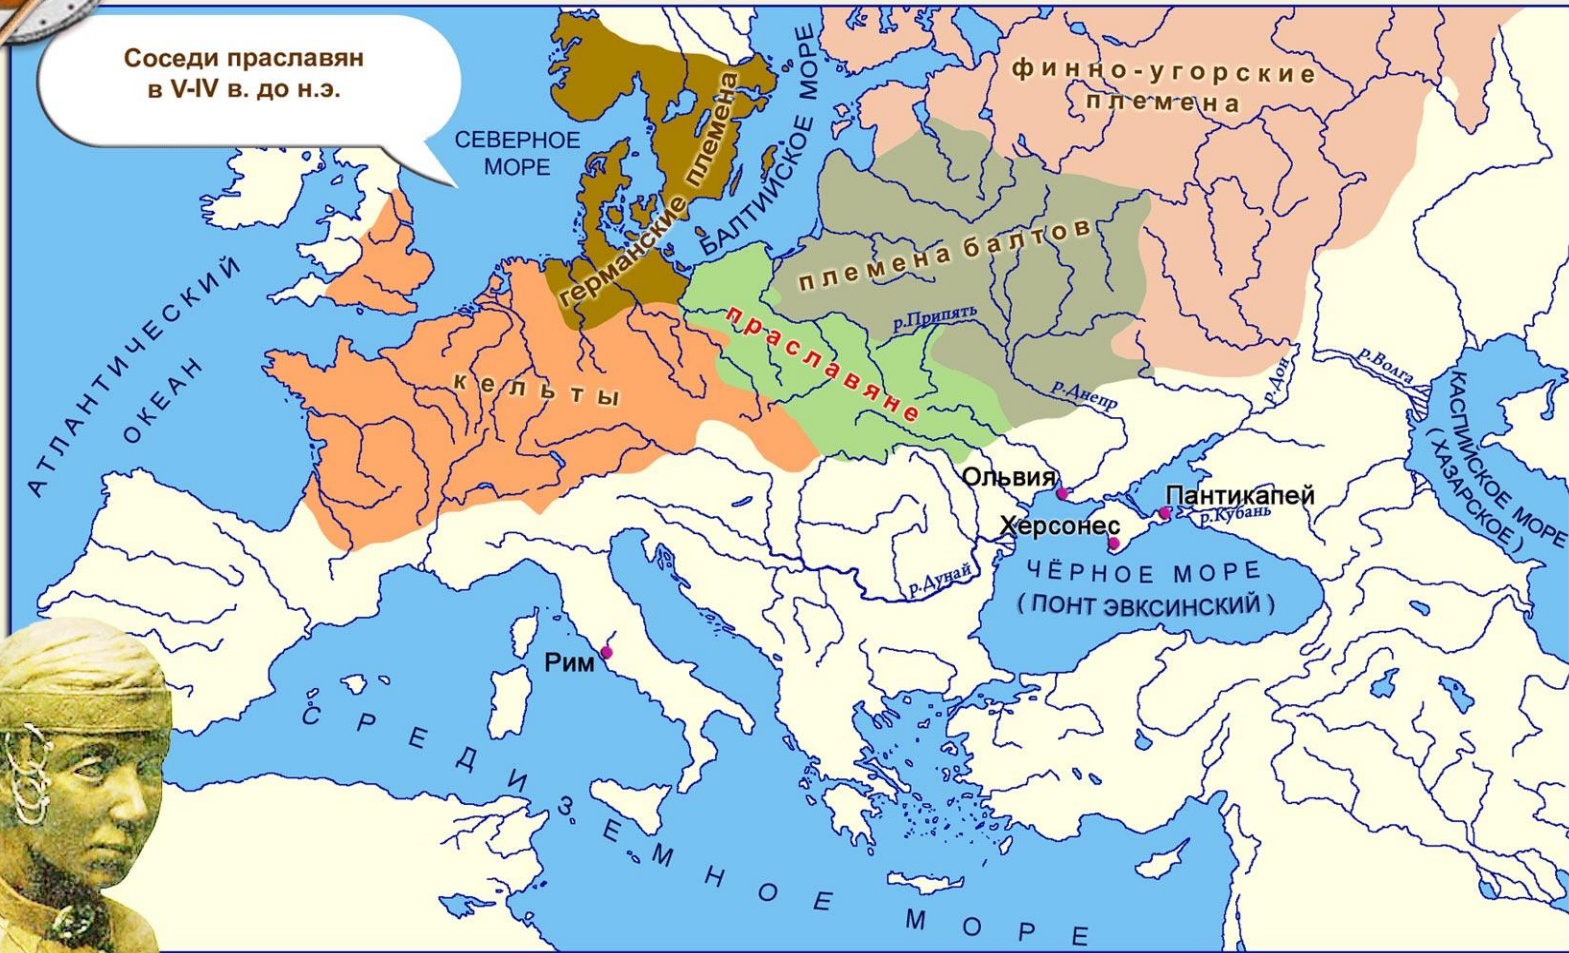 Соседи праславян
в V-IV в. до н.э.
СЕВЕРНОЕ
МОРЕ
БАЛТИЙСКОЕ МОРЕ
финно-угорские
племена
германские племена
племена балтов
АТЛАНТИЧЕСКИЙ
ОКЕАН
праславяне
р.Припять
кельты
р.Днепр
р.Дон
р.Волга
КАСПИЙСКОЕ МОРЕ
(ХАЗАРСКОЕ)
Ольвия
Пантикапей
р.Кубань
Херсонес
р.Дунай
ЧЁРНОЕ МОРЕ
(ПОНТ ЭВКСИНСКИЙ)
Рим
СРЕДИЗЕМНОЕ МОРЕ